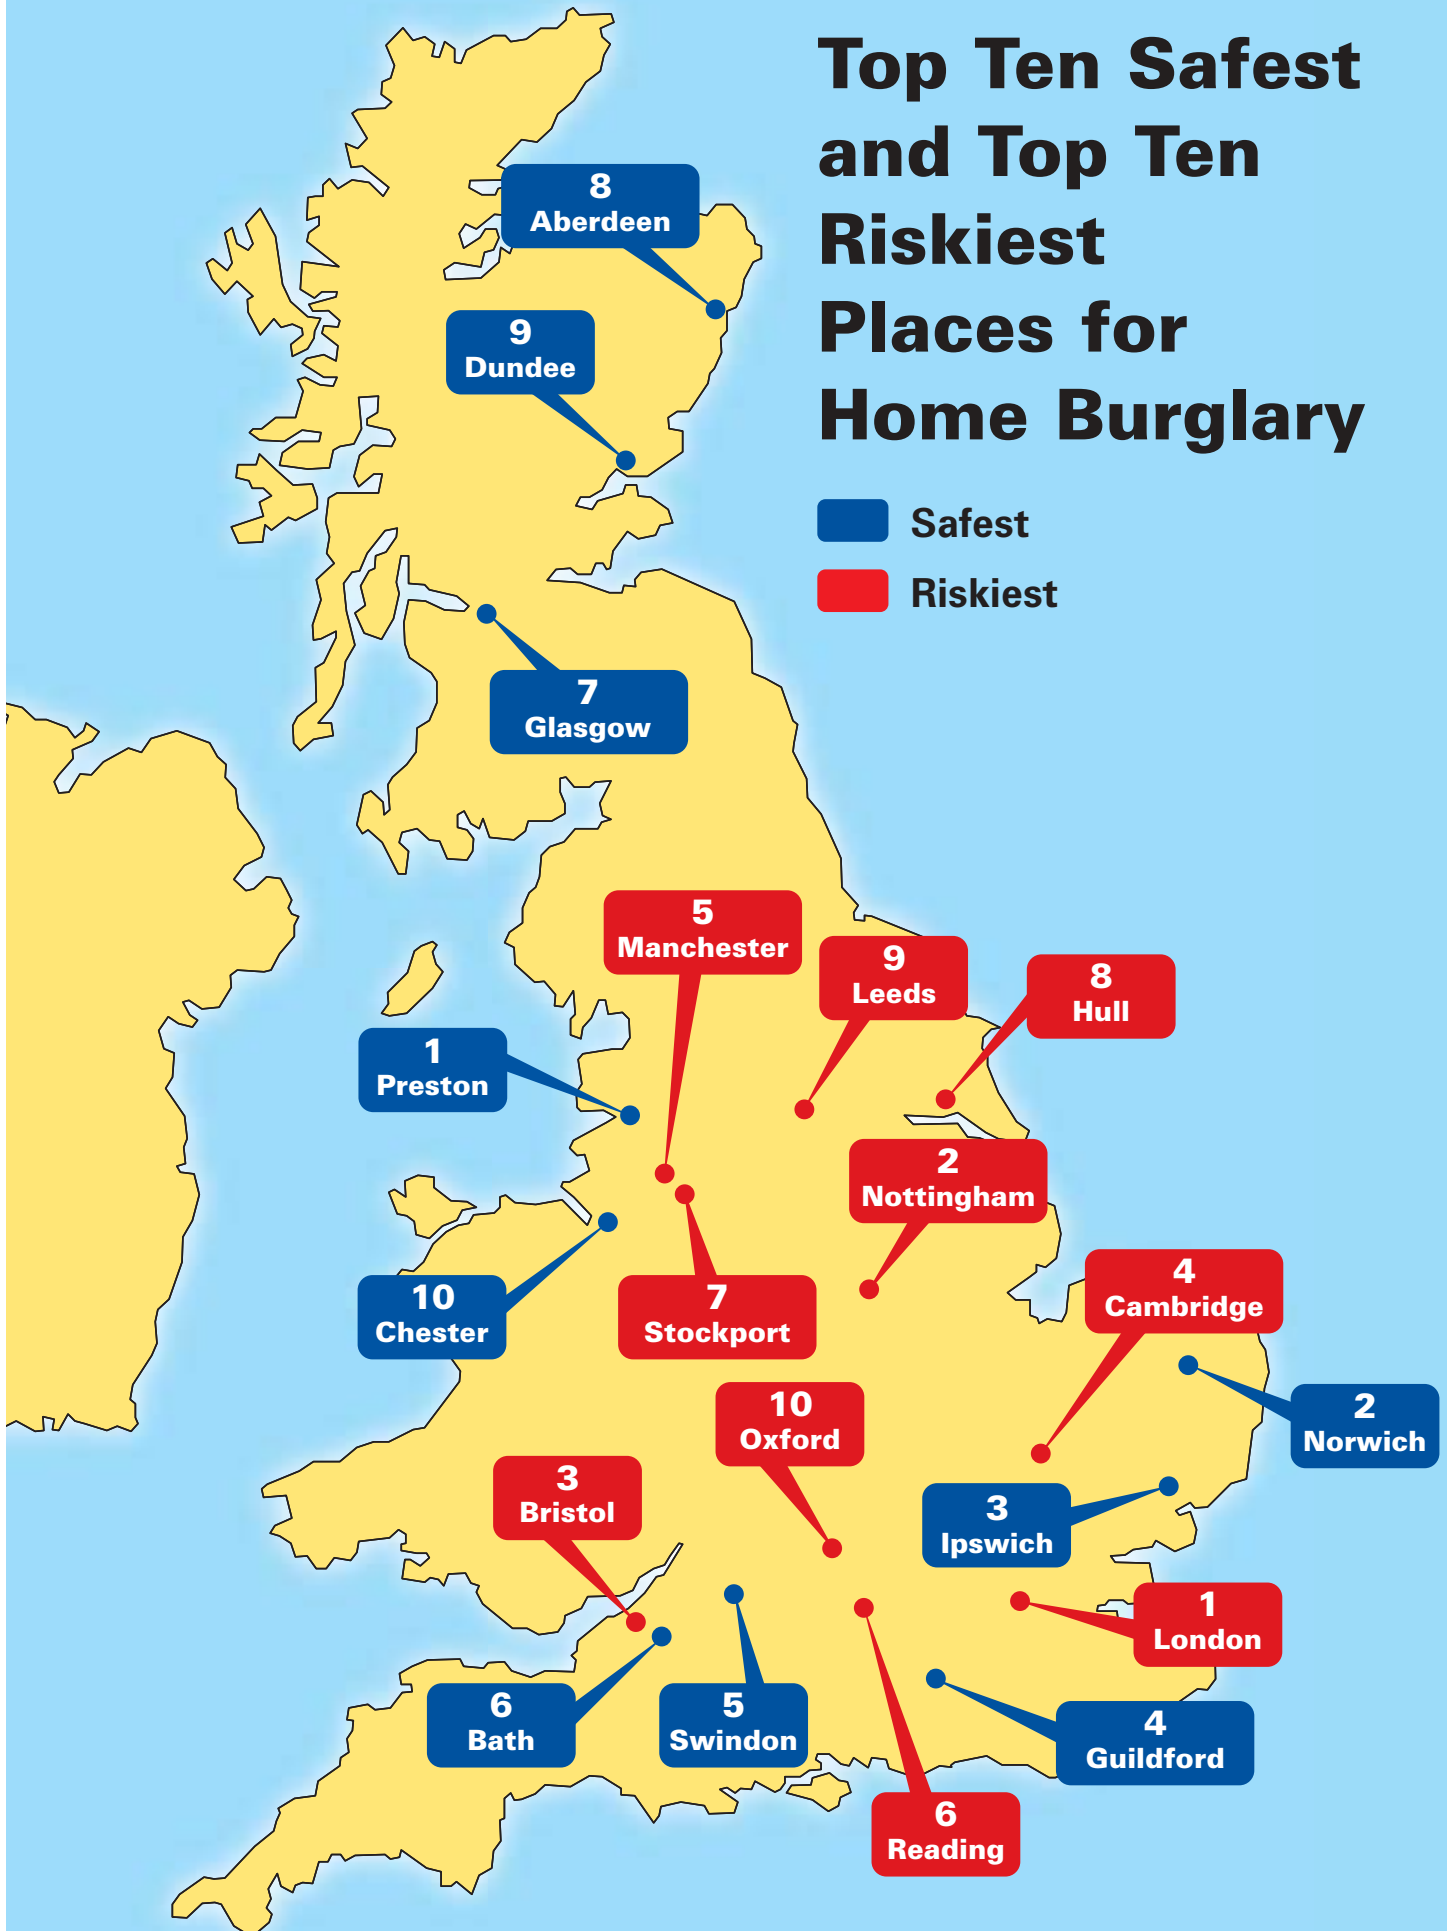 Top Ten Safest
and Top Ten
Riskiest
Places for
Home Burglary
Safest
Riskiest
8
Aberdeen
9
Dundee
7
Glasgow
5
Manchester
9
Leeds
8
Hull
1
Preston
2
Nottingham
10
Chester
7
Stockport
4
Cambridge
2
Norwich
10
Oxford
3
Bristol
3
Ipswich
1
London
6
Bath
5
Swindon
4
Guildford
6
Reading